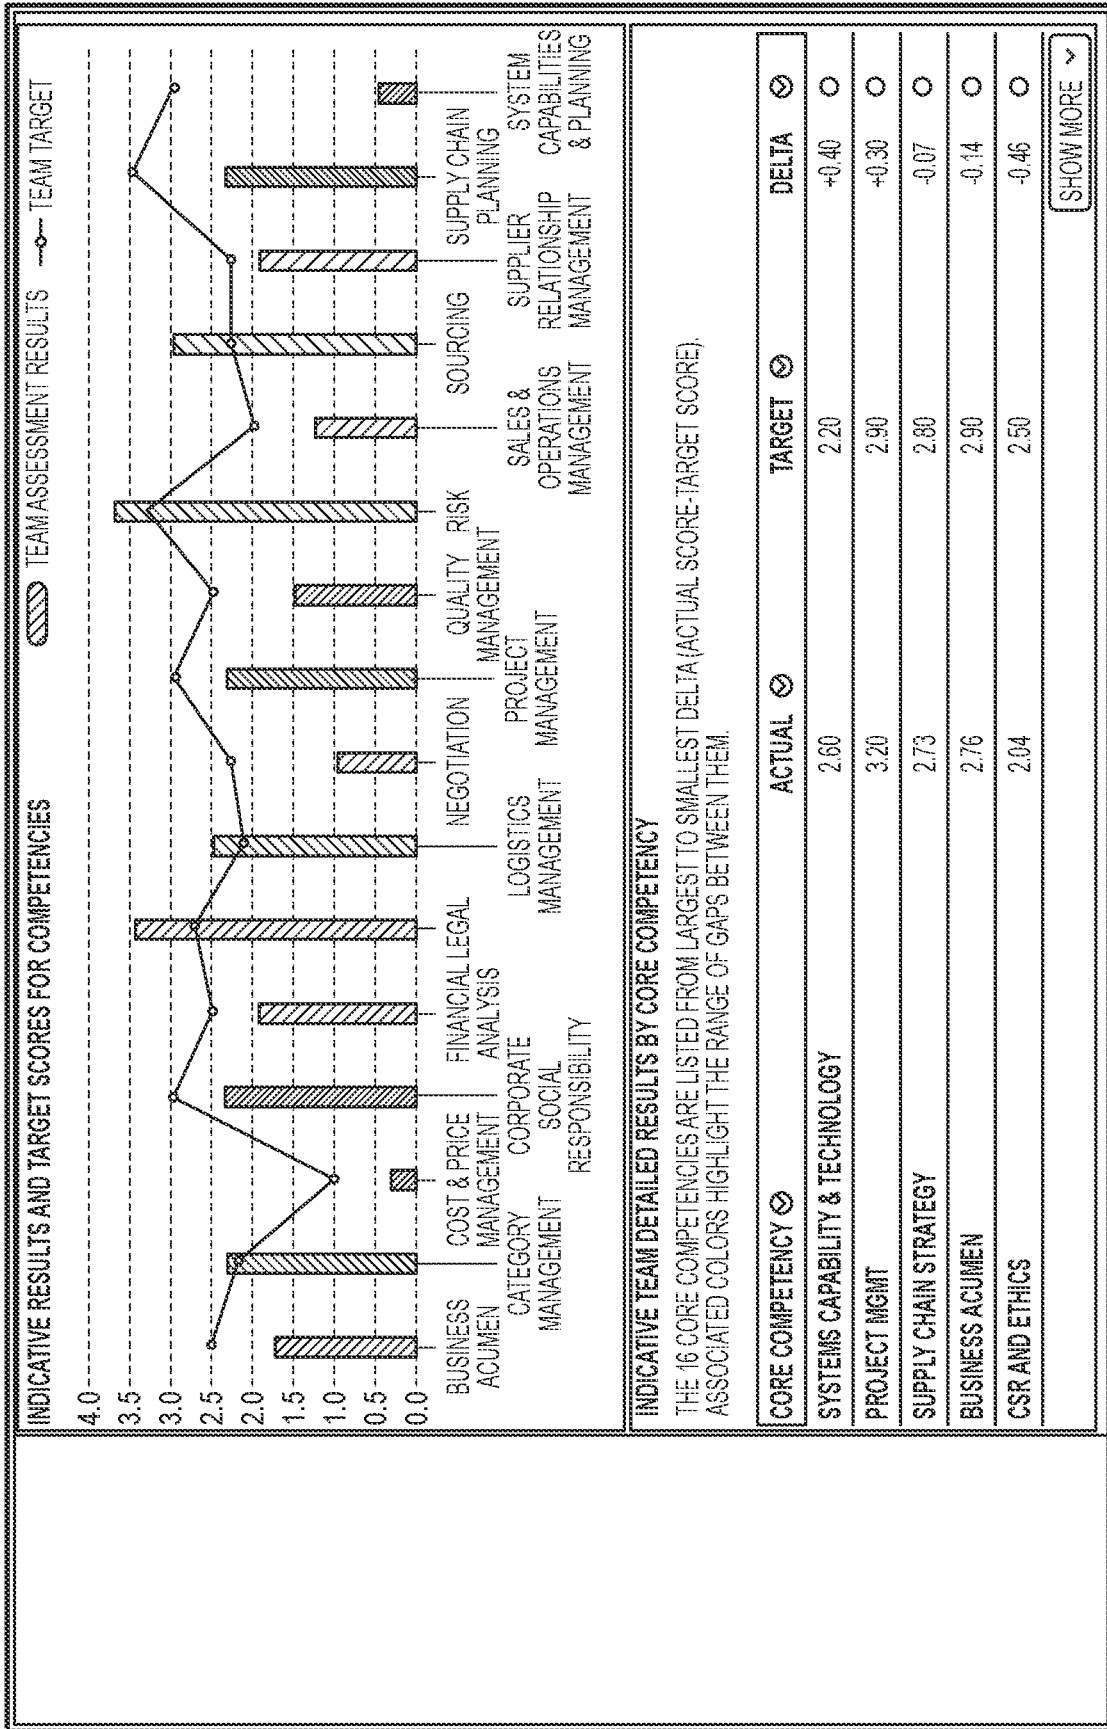 INDICATIVE RESULTS AND TARGET SCORES FOR COMPETENCIES
TEAM ASSESSMENT RESULTS
TEAM TARGET
4.0
3.5
3.0
2.5
2.0
1.5
1.0
0.5
0.0
BUSINESS
ACUMEN
CATEGORY
MANAGEMENT
COST & PRICE
MANAGEMENT
CORPORATE
SOCIAL
RESPONSIBILITY
FINANCIAL
ANALYSIS
LEGAL
LOGISTICS
MANAGEMENT
NEGOTIATION
PROJECT
MANAGEMENT
QUALITY
MANAGEMENT
RISK
SALES &
OPERATIONS
MANAGEMENT
SOURCING
SUPPLIER
RELATIONSHIP
MANAGEMENT
SUPPLY CHAIN
PLANNING
SYSTEM
CAPABILITIES
& PLANNING
INDICATIVE TEAM DETAILED RESULTS BY CORE COMPETENCY
THE 16 CORE COMPETENCIES ARE LISTED FROM LARGEST TO SMALLEST DELTA (ACTUAL SCORE-TARGET SCORE).
ASSOCIATED COLORS HIGHLIGHT THE RANGE OF GAPS BETWEEN THEM.
CORE COMPETENCY ACTUAL TARGET DELTA
SYSTEMS CAPABILITY & TECHNOLOGY 2.60 2.20 +0.40
PROJECT MGMT 3.20 2.90 +0.30
SUPPLY CHAIN STRATEGY 2.73 2.80 -0.07
BUSINESS ACUMEN 2.76 2.90 -0.14
CSR AND ETHICS 2.04 2.50 -0.46
SHOW MORE